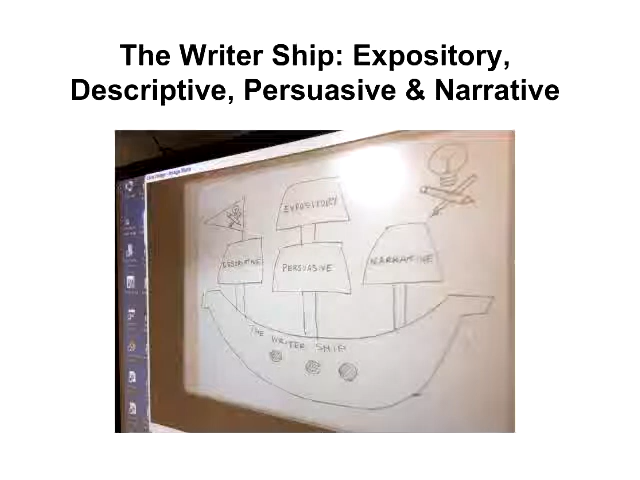 The Writer Ship: Expository,
Descriptive, Persuasive & Narrative
EXPOSITORY
DESCRIPTIVE
PERSUASIVE
NARRATIVE
THE WRITER SHIP